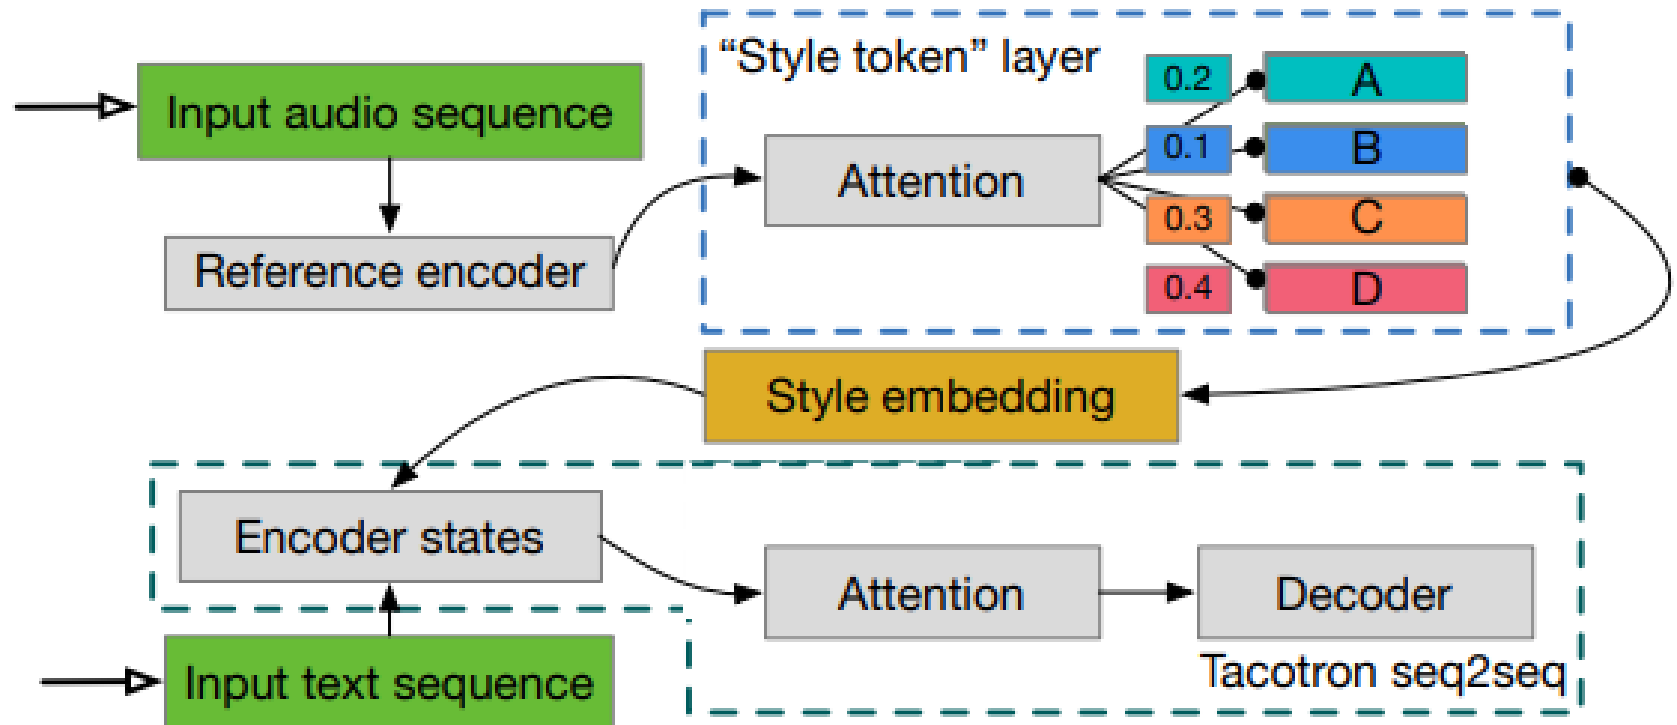 “Style token” layer
Input audio sequence
0.2
A
0.1
B
Attention
0.3
C
Reference encoder
0.4
D
Style embedding
Encoder states
Attention
Decoder
Input text sequence
Tacotron seq2seq